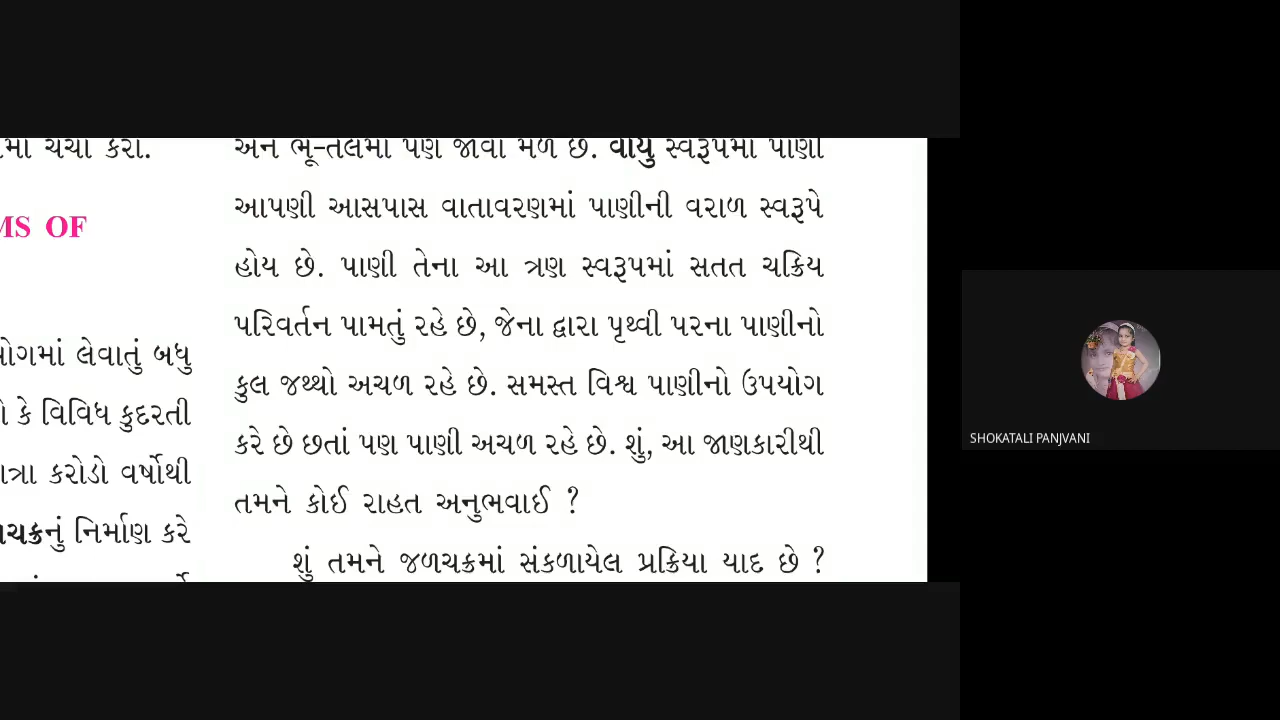 ચર્ચા કરો.
MS OF
લેવાતું બધુ
કે વિવિધ કુદરતી
કરોડો વર્ષોથી
ચક્રનું નિર્માણ કરે
અને ભૂ-તલમાં પણ જોવા મળે છે. વાયુ સ્વરૂપમાં પાણી
આપણી આસપાસ વાતાવરણમાં પાણીની વરાળ સ્વરૂપે
હોય છે. પાણી તેના આ ત્રણ સ્વરૂપમાં સતત ચક્રિય
પરિવર્તન પામતું રહે છે, જેના દ્વારા પૃથ્વી પરના પાણીનો
કુલ જથ્થો અચળ રહે છે. સમસ્ત વિશ્વ પાણીનો ઉપયોગ
કરે છે છતાં પણ પાણી અચળ રહે છે. શું, આ જાણકારીથી
તમને કોઈ રાહત અનુભવાઈ ?
શું તમને જળચક્રમાં સંકળાયેલ પ્રક્રિયા યાદ છે ?
SHOKATALI PANJVANI